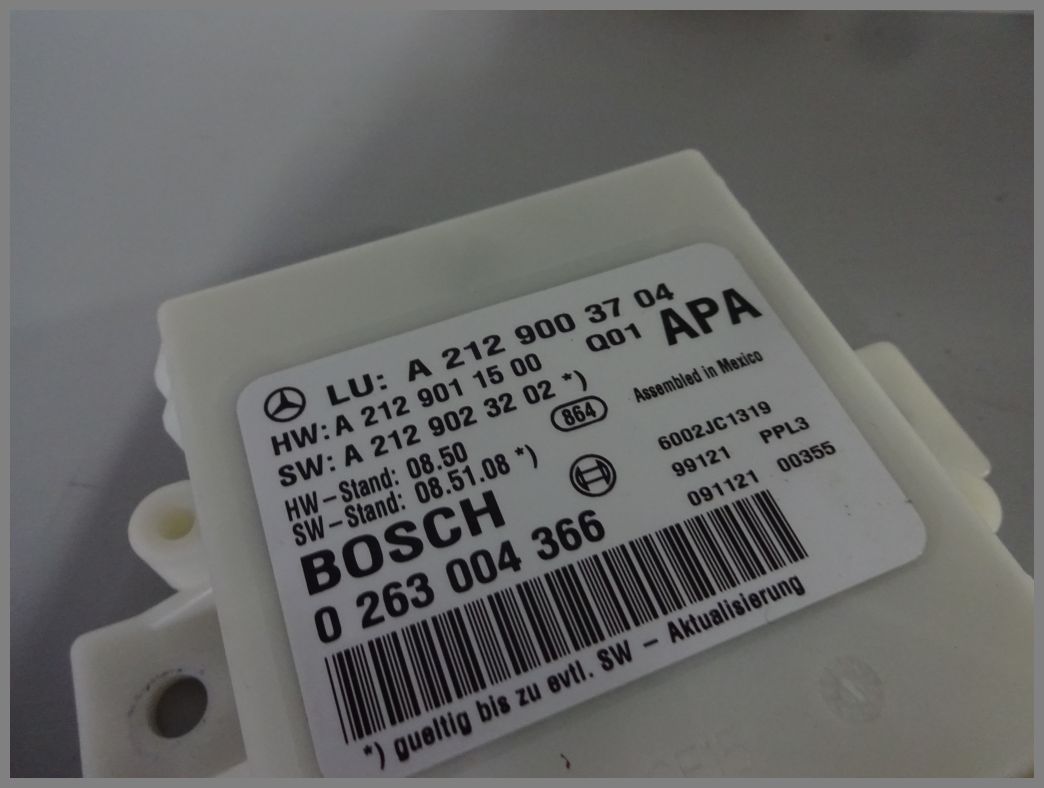 LU: A 212 900 3704
HW: A 212 901 15 00 Q01 APA
SW: A 212 902 32 02 *)
HW-Stand: 08.50 864 Assembled in Mexico
SW-Stand: 08.51.08 *)
6002JC1319
BOSCH 99121 PPL3
0 263 004 366 091121 00355
*) gueltig bis zu evtl. SW - Aktualisierung